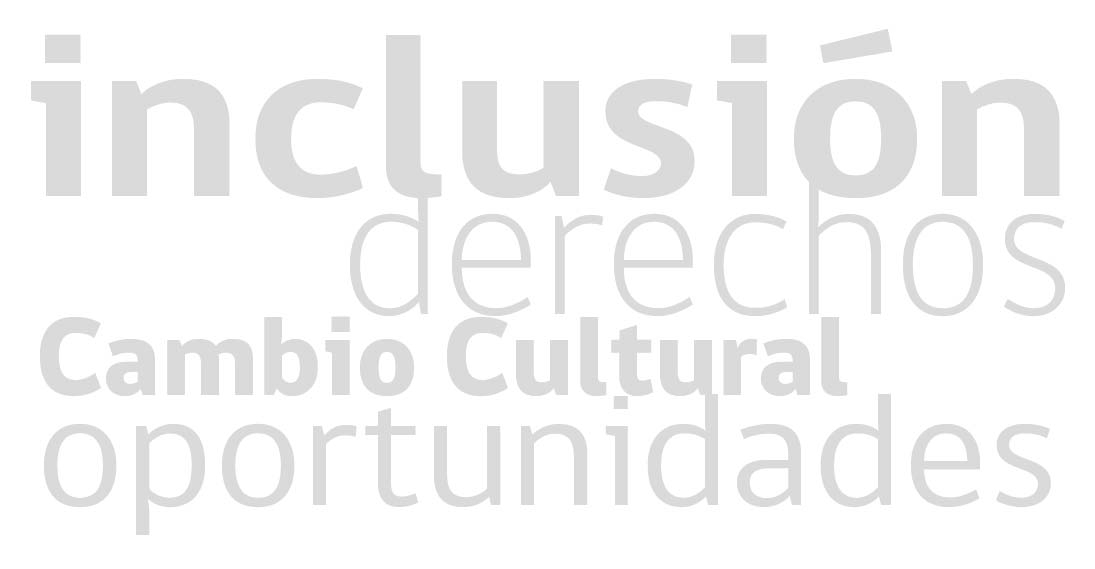 inclusión
derechos
Cambio Cultural
oportunidades